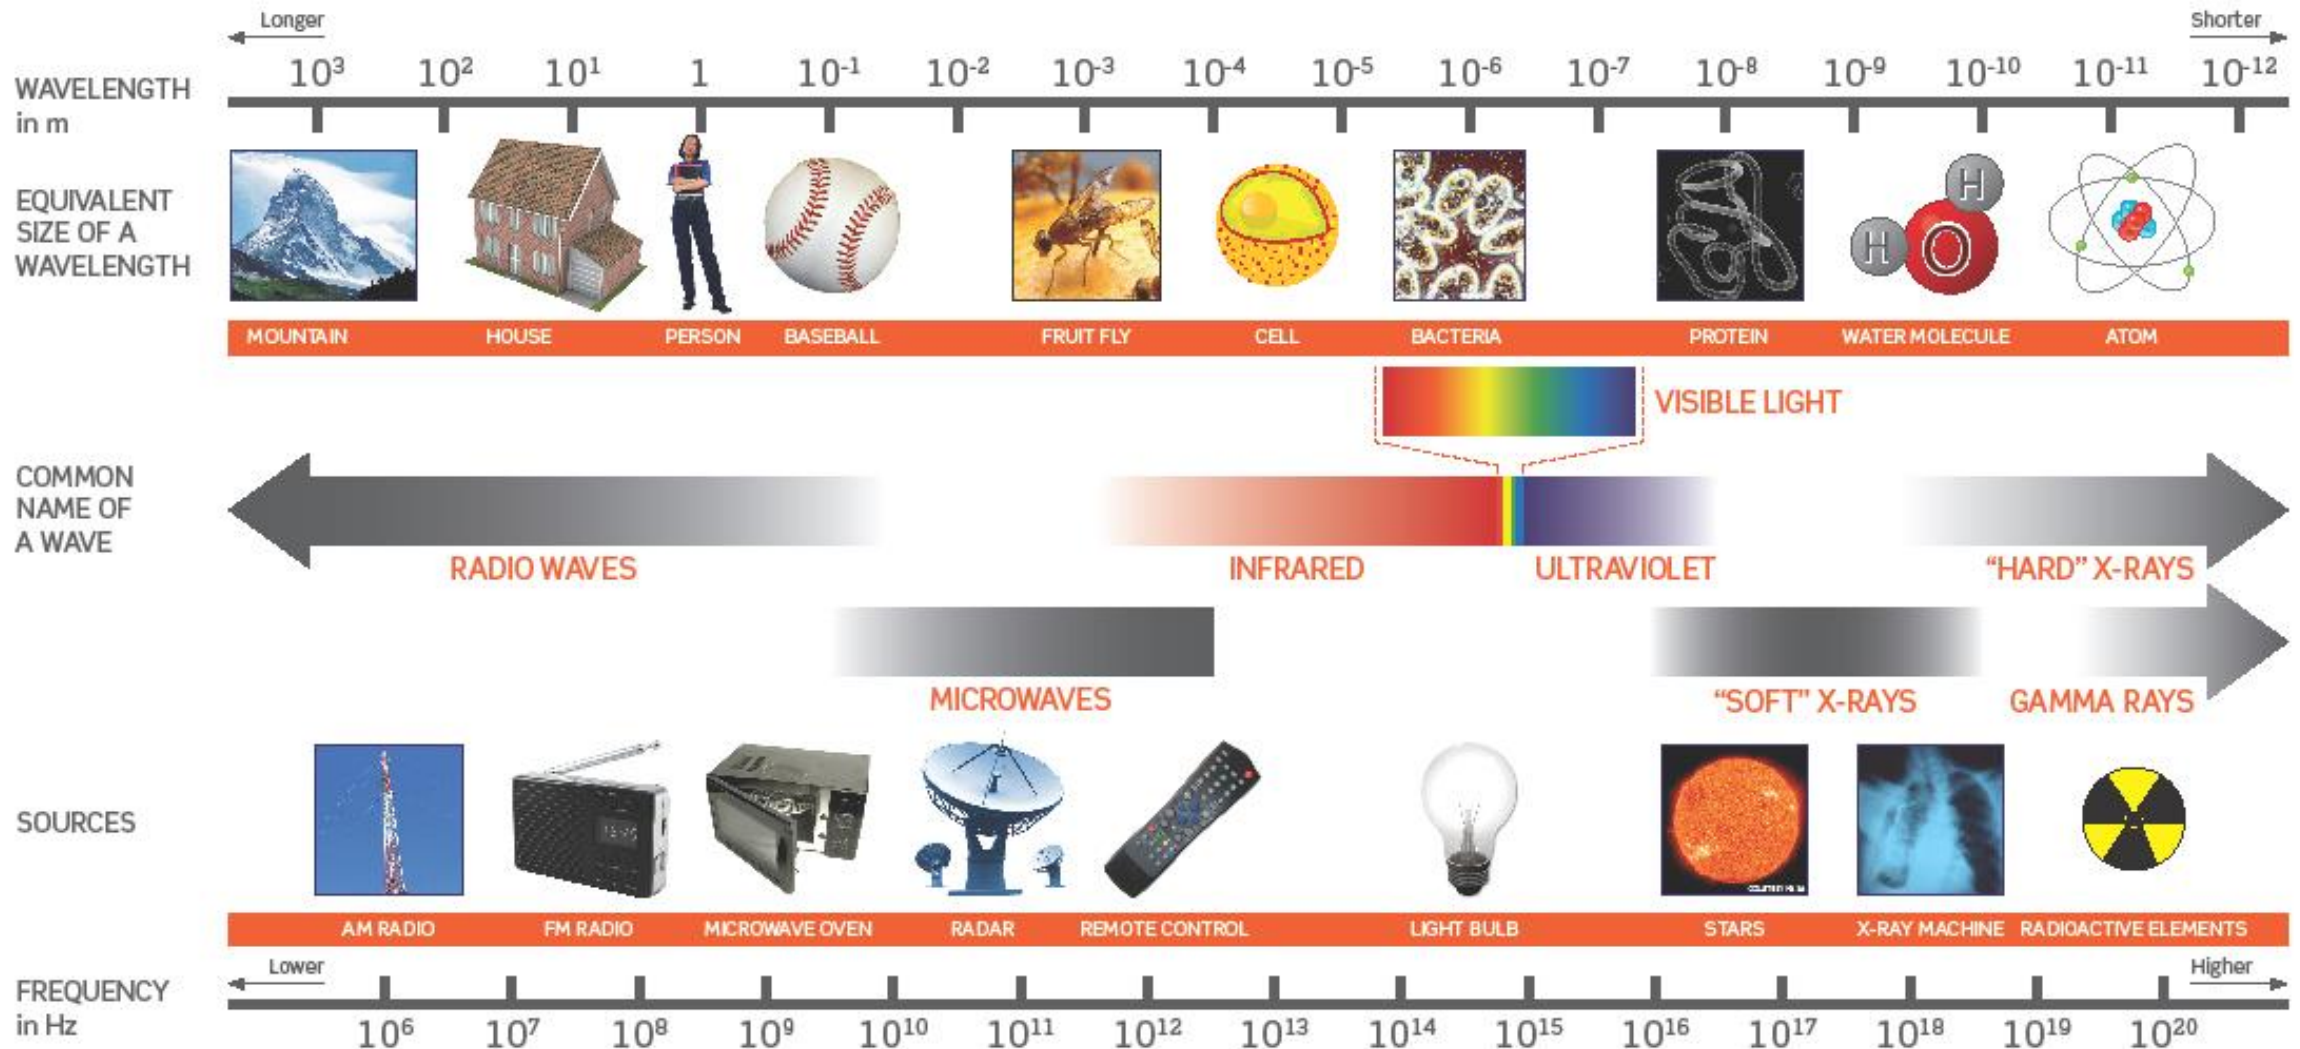 Longer
Shorter
WAVELENGTH
in m
10³ 10² 10¹ 1 10⁻¹ 10⁻² 10⁻³ 10⁻⁴ 10⁻⁵ 10⁻⁶ 10⁻⁷ 10⁻⁸ 10⁻⁹ 10⁻¹⁰ 10⁻¹¹ 10⁻¹²
EQUIVALENT
SIZE OF A
WAVELENGTH
H
H O
MOUNTAIN HOUSE PERSON BASEBALL FRUIT FLY CELL BACTERIA PROTEIN WATER MOLECULE ATOM
VISIBLE LIGHT
COMMON
NAME OF
A WAVE
RADIO WAVES INFRARED ULTRAVIOLET “HARD” X-RAYS
MICROWAVES “SOFT” X-RAYS GAMMA RAYS
SOURCES
AM RADIO FM RADIO MICROWAVE OVEN RADAR REMOTE CONTROL LIGHT BULB STARS X-RAY MACHINE RADIOACTIVE ELEMENTS
Lower
Higher
FREQUENCY
in Hz
10⁶ 10⁷ 10⁸ 10⁹ 10¹⁰ 10¹¹ 10¹² 10¹³ 10¹⁴ 10¹⁵ 10¹⁶ 10¹⁷ 10¹⁸ 10¹⁹ 10²⁰